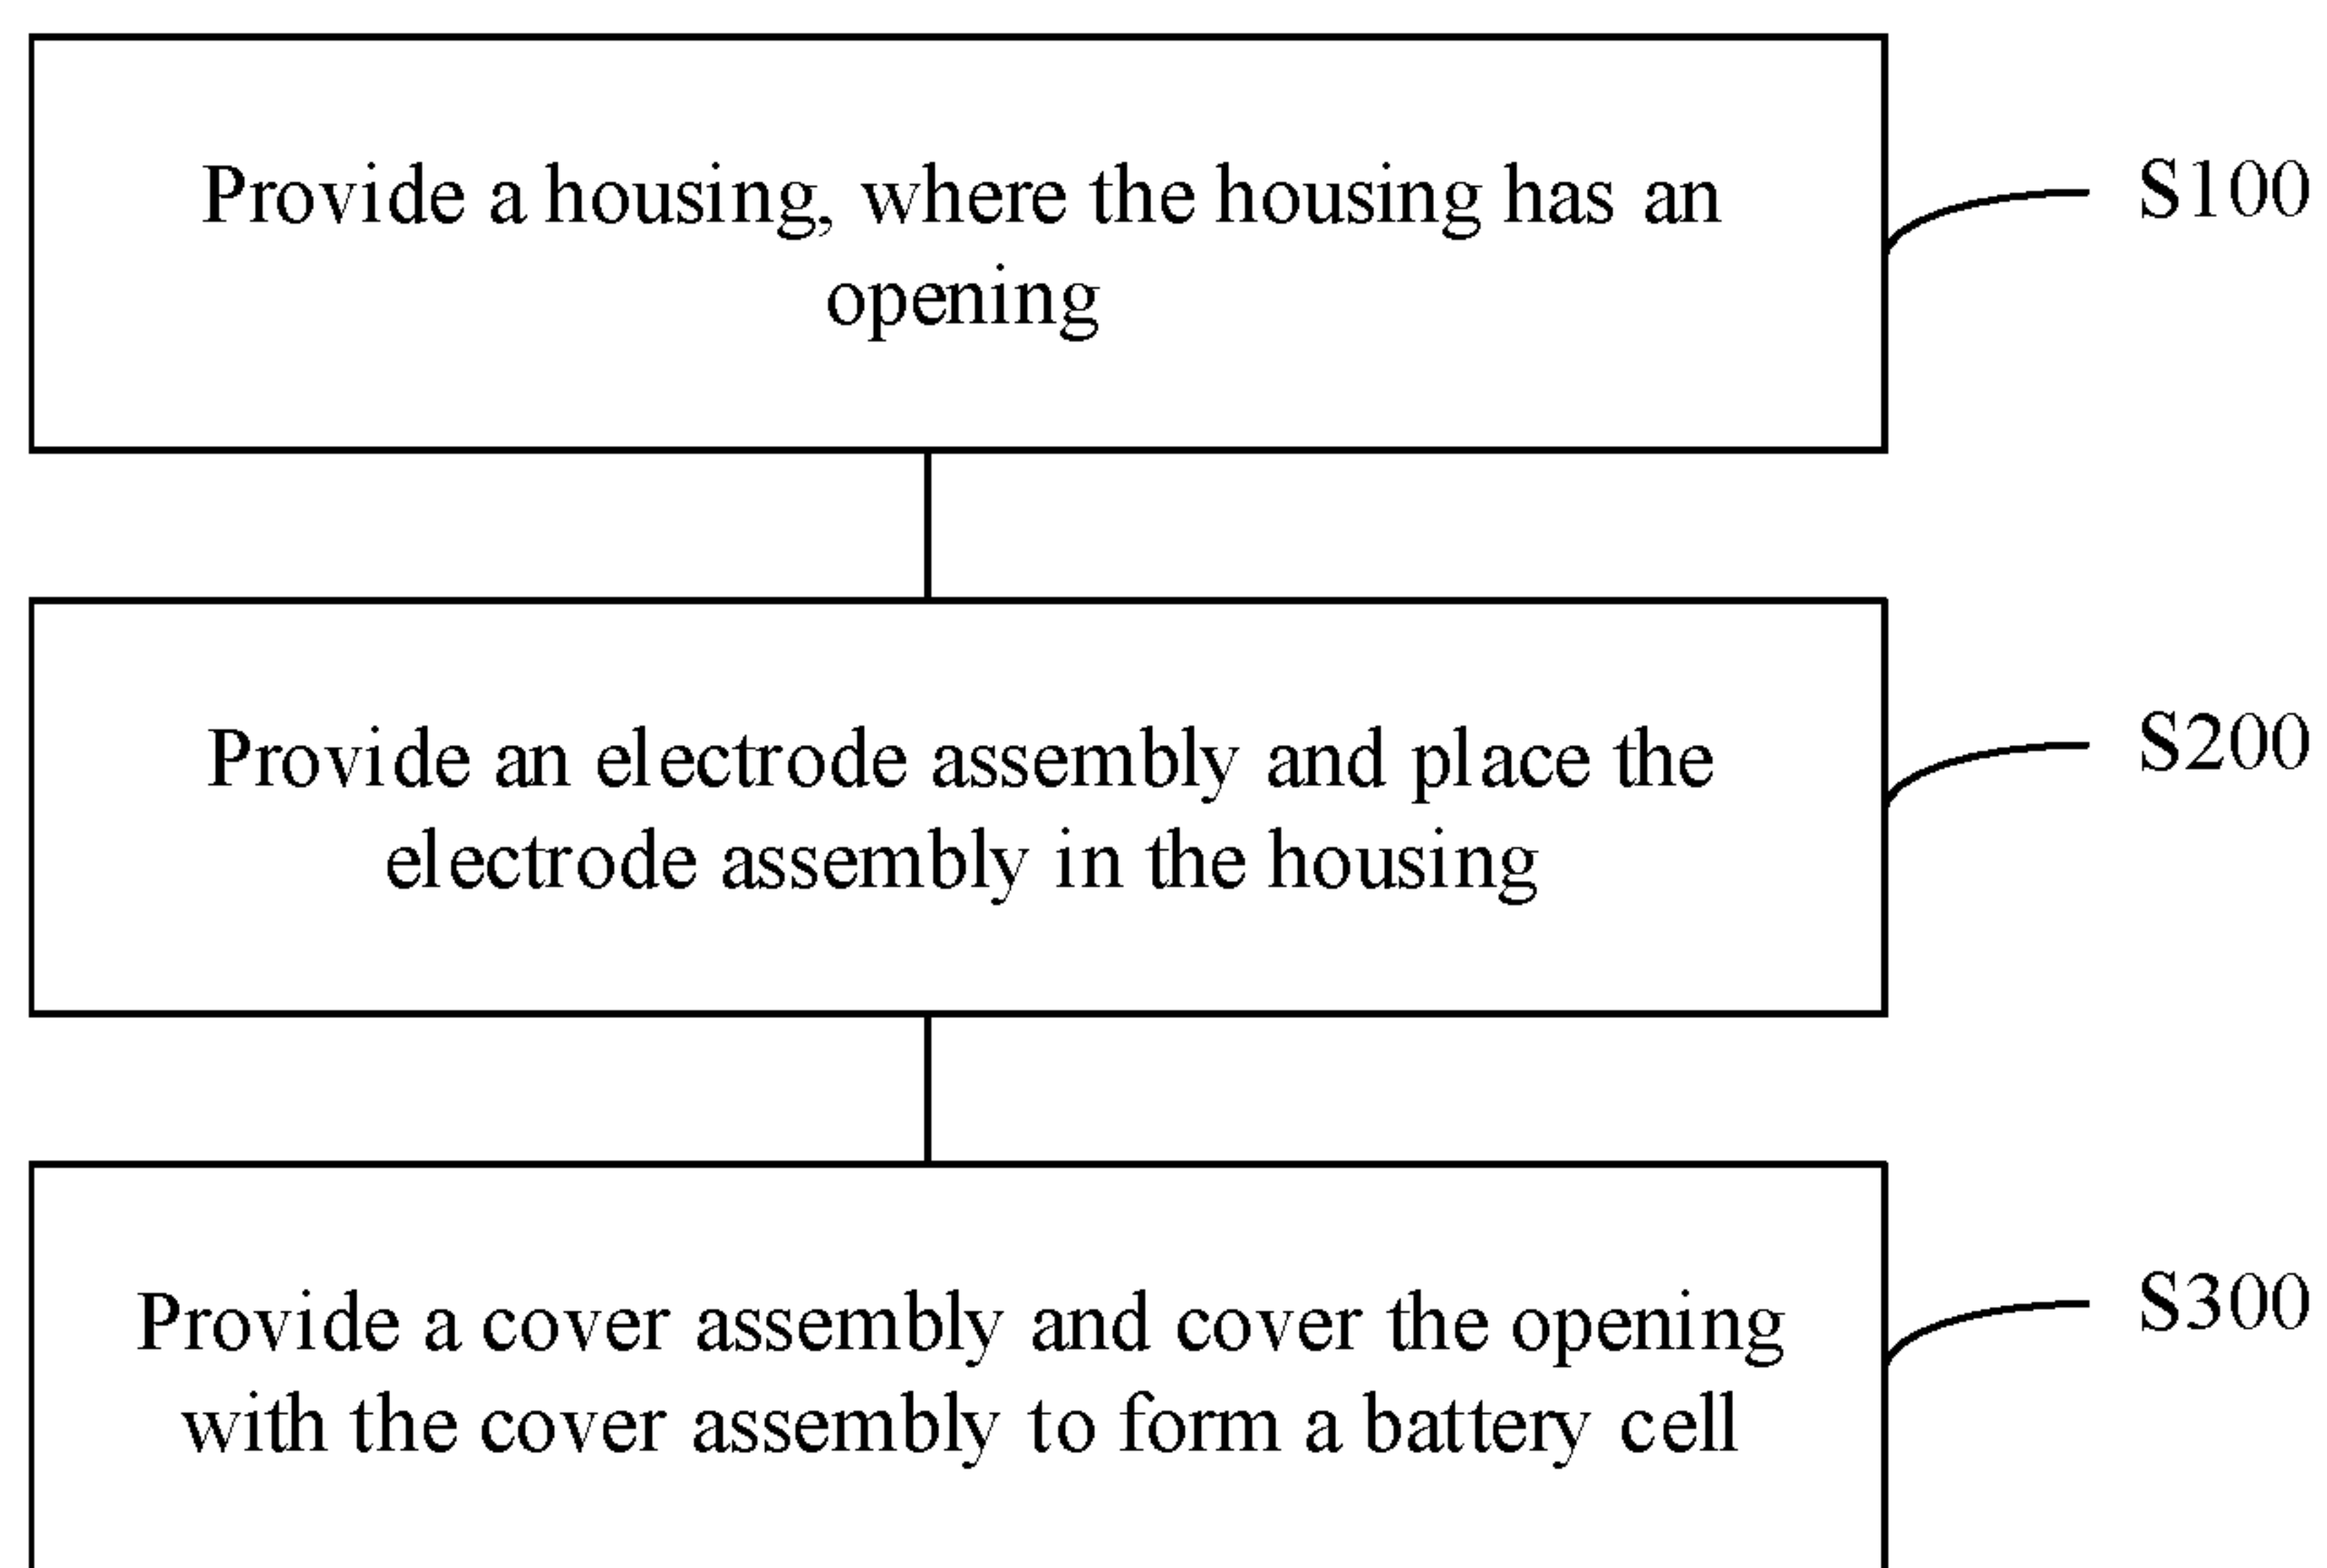 Provide a housing, where the housing has an
opening
S100
Provide an electrode assembly and place the
electrode assembly in the housing
S200
Provide a cover assembly and cover the opening
with the cover assembly to form a battery cell
S300